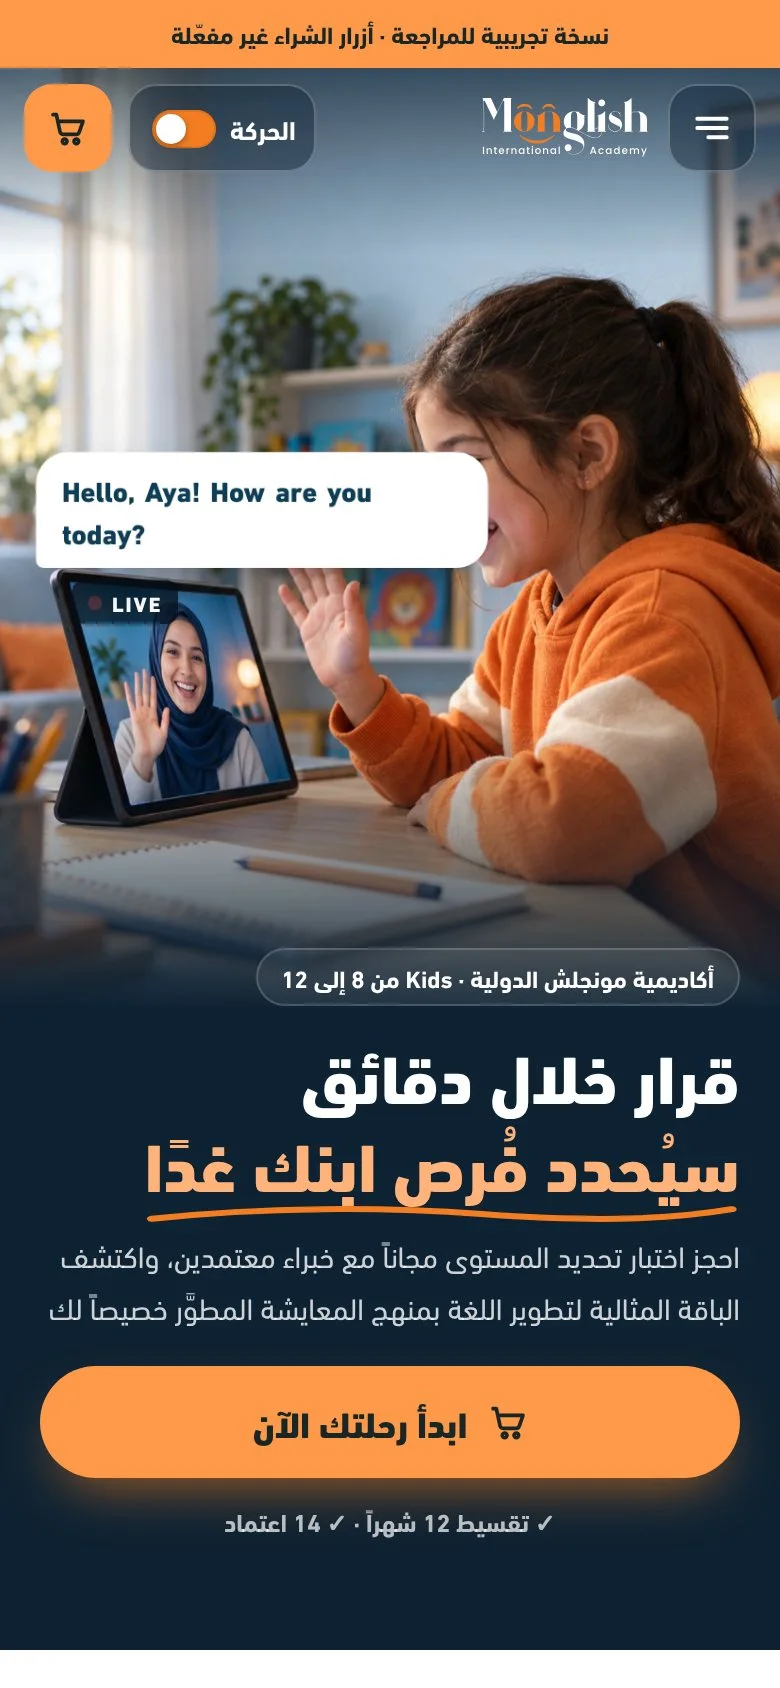 نسخة تجريبية للمراجعة · أزرار الشراء غير مفعّلة
Monglish
International Academy
الحركة
Hello, Aya! How are you
today?
LIVE
أكاديمية مونجلش الدولية · Kids من 8 إلى 12
قرار خلال دقائق
سيُحدد فُرص ابنك غدًا
احجز اختبار تحديد المستوى مجاناً مع خبراء معتمدين، واكتشف
الباقة المثالية لتطوير اللغة بمنهج المعايشة المطوَّر خصيصاً لك
ابدأ رحلتك الآن
✓ تقسيط 12 شهراً · ✓ 14 اعتماد